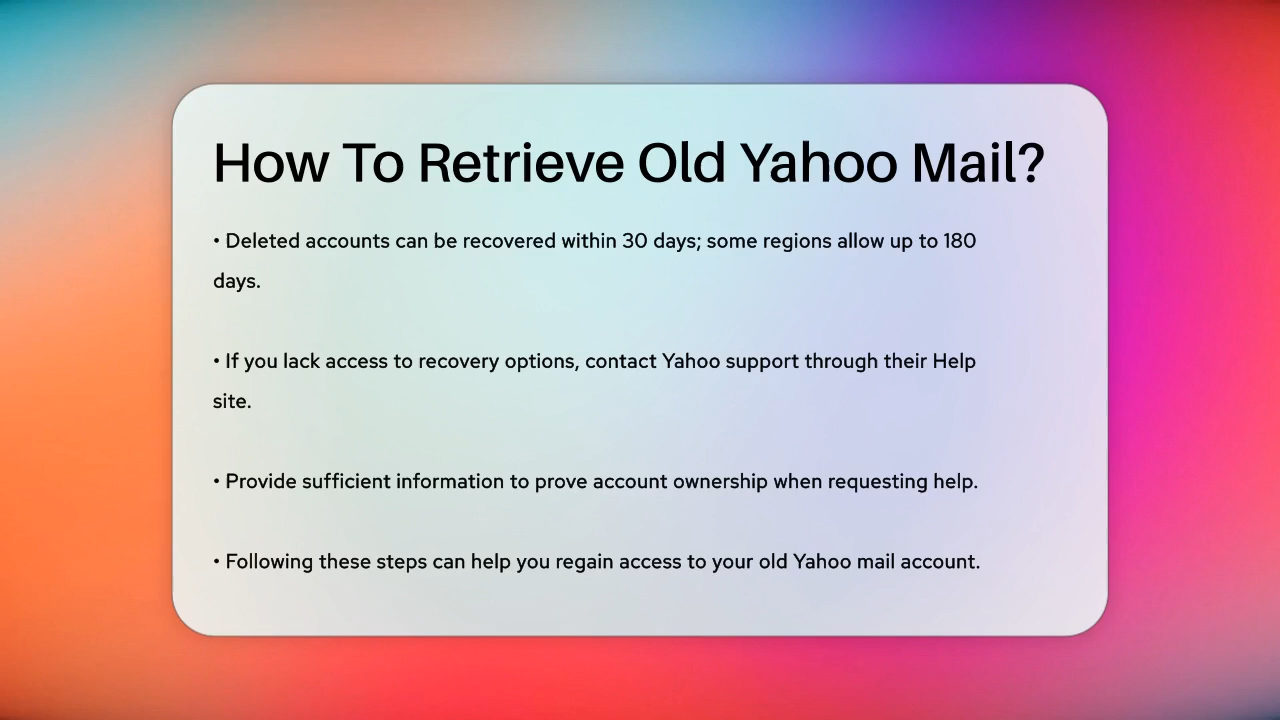 How To Retrieve Old Yahoo Mail?
• Deleted accounts can be recovered within 30 days; some regions allow up to 180
days.
• If you lack access to recovery options, contact Yahoo support through their Help
site.
• Provide sufficient information to prove account ownership when requesting help.
• Following these steps can help you regain access to your old Yahoo mail account.